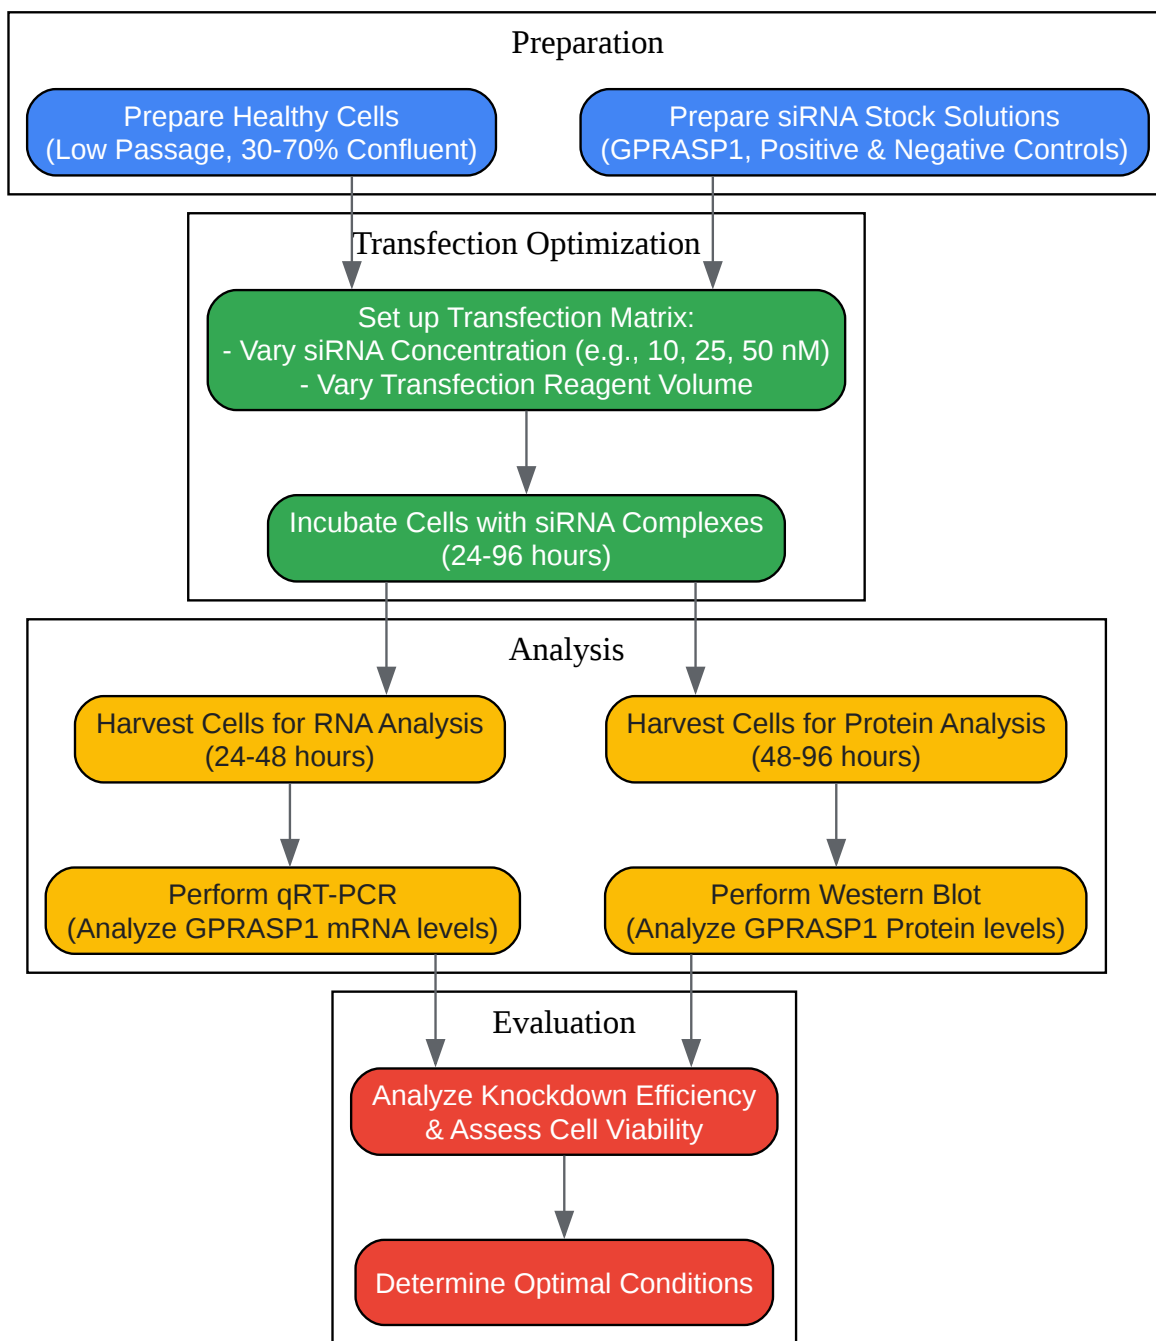 Preparation
Prepare Healthy Cells
(Low Passage, 30-70% Confluent)
Prepare siRNA Stock Solutions
(GPRASP1, Positive & Negative Controls)
Transfection Optimization
Set up Transfection Matrix:
- Vary siRNA Concentration (e.g., 10, 25, 50 nM)
- Vary Transfection Reagent Volume
Incubate Cells with siRNA Complexes
(24-96 hours)
Analysis
Harvest Cells for RNA Analysis
(24-48 hours)
Harvest Cells for Protein Analysis
(48-96 hours)
Perform qRT-PCR
(Analyze GPRASP1 mRNA levels)
Perform Western Blot
(Analyze GPRASP1 Protein levels)
Evaluation
Analyze Knockdown Efficiency
& Assess Cell Viability
Determine Optimal Conditions